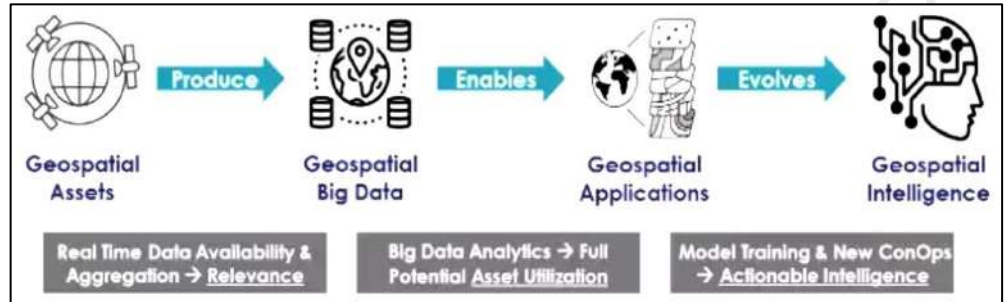 Produce
Enables
Evolves
Geospatial
Assets
Geospatial
Big Data
Geospatial
Applications
Geospatial
Intelligence
Real Time Data Availability &
Aggregation → Relevance
Big Data Analytics → Full
Potential Asset Utilization
Model Training & New ConOps
→ Actionable Intelligence